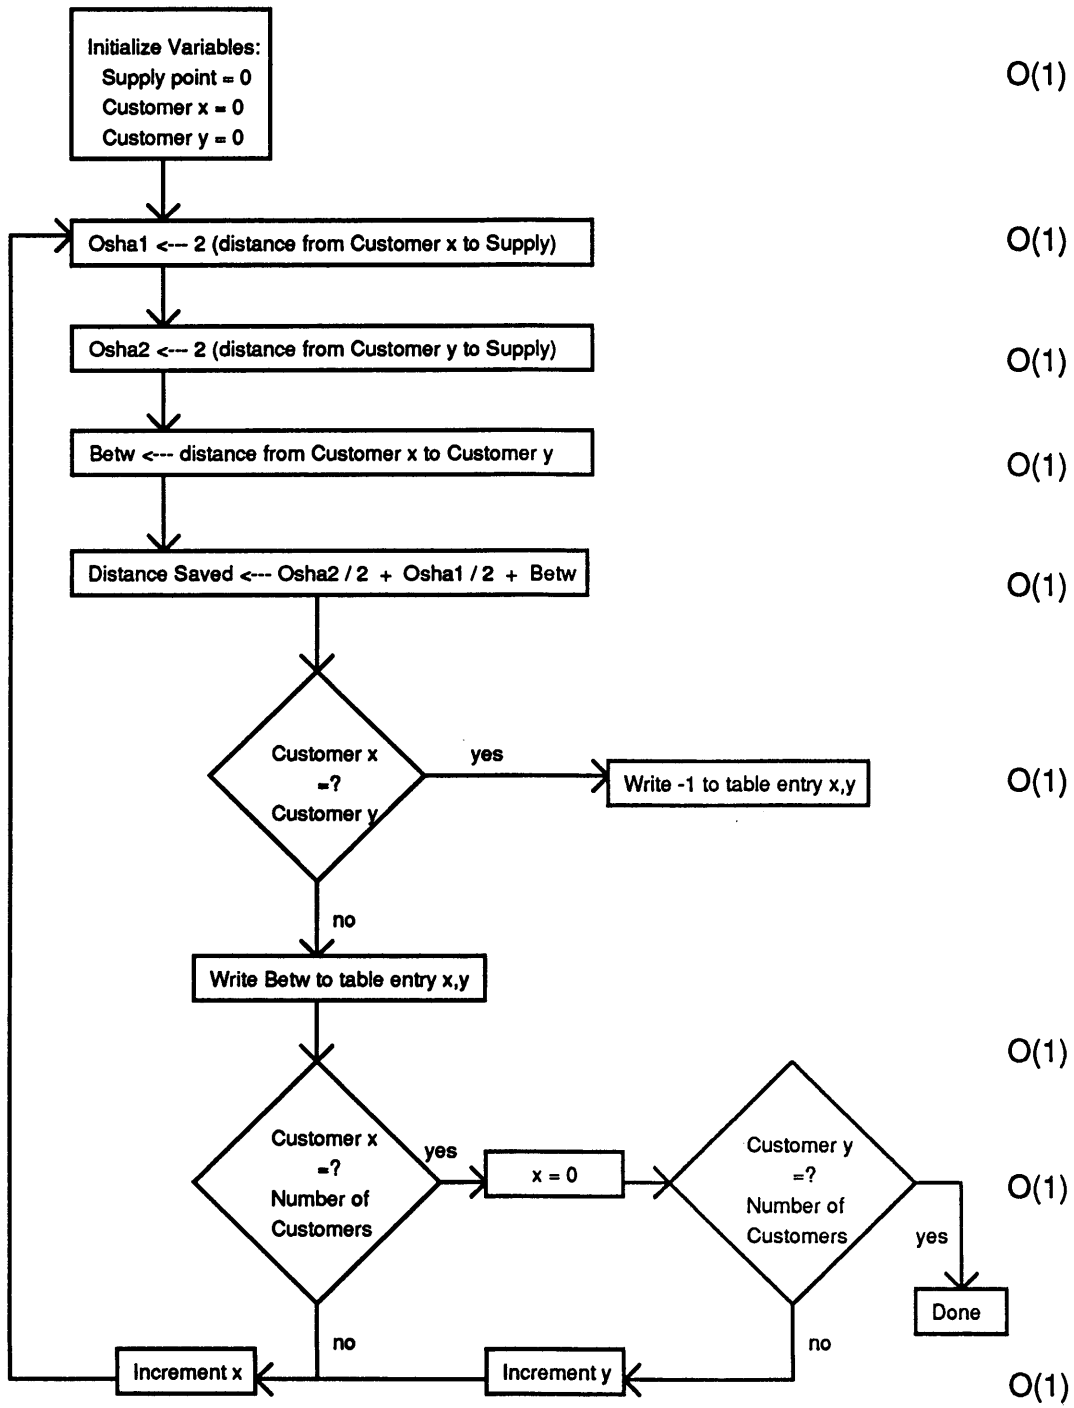 Initialize Variables:
Supply point = 0
Customer x = 0
Customer y = 0
O(1)
Osha1 <--- 2 (distance from Customer x to Supply)
O(1)
Osha2 <--- 2 (distance from Customer y to Supply)
O(1)
Betw <--- distance from Customer x to Customer y
O(1)
Distance Saved <--- Osha2 / 2 + Osha1 / 2 + Betw
O(1)
Customer x
=?
Customer y
yes
Write -1 to table entry x,y
O(1)
no
Write Betw to table entry x,y
O(1)
Customer x
=?
Number of
Customers
yes
x = 0
Customer y
=?
Number of
Customers
O(1)
yes
Done
no
no
Increment x
Increment y
O(1)